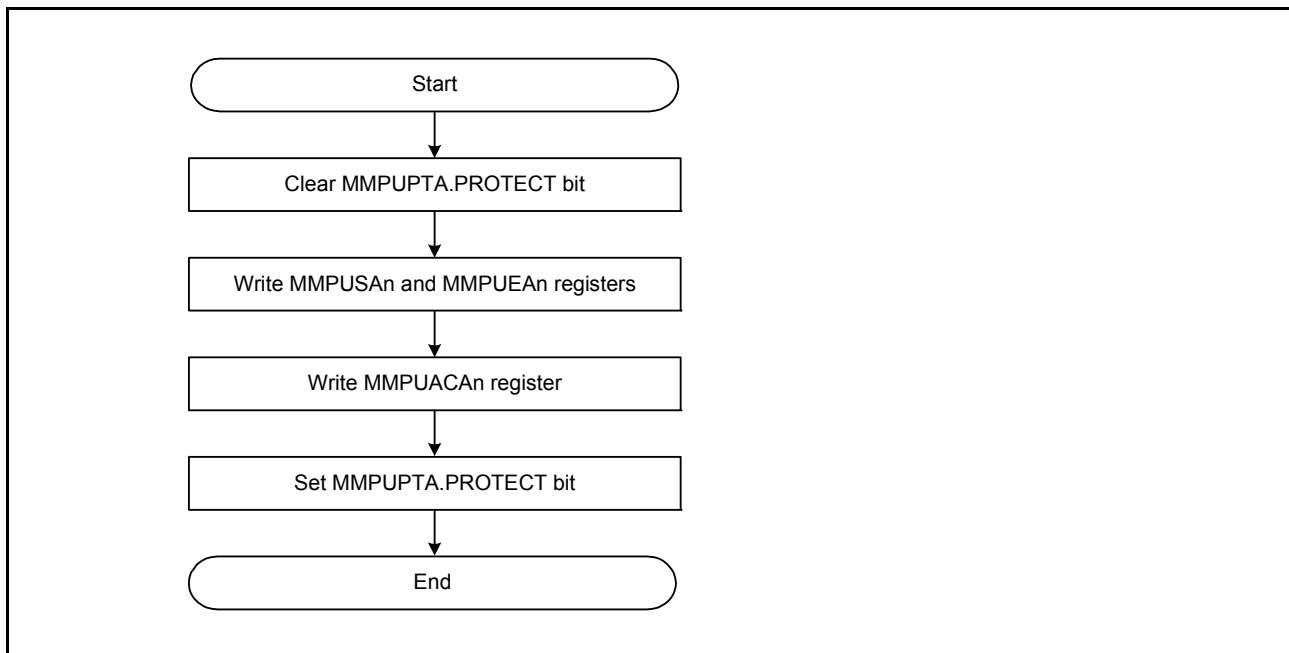 Start
Clear MMPUPTA.PROTECT bit
Write MMPUSAn and MMPUEAn registers
Write MMPUACAn register
Set MMPUPTA.PROTECT bit
End